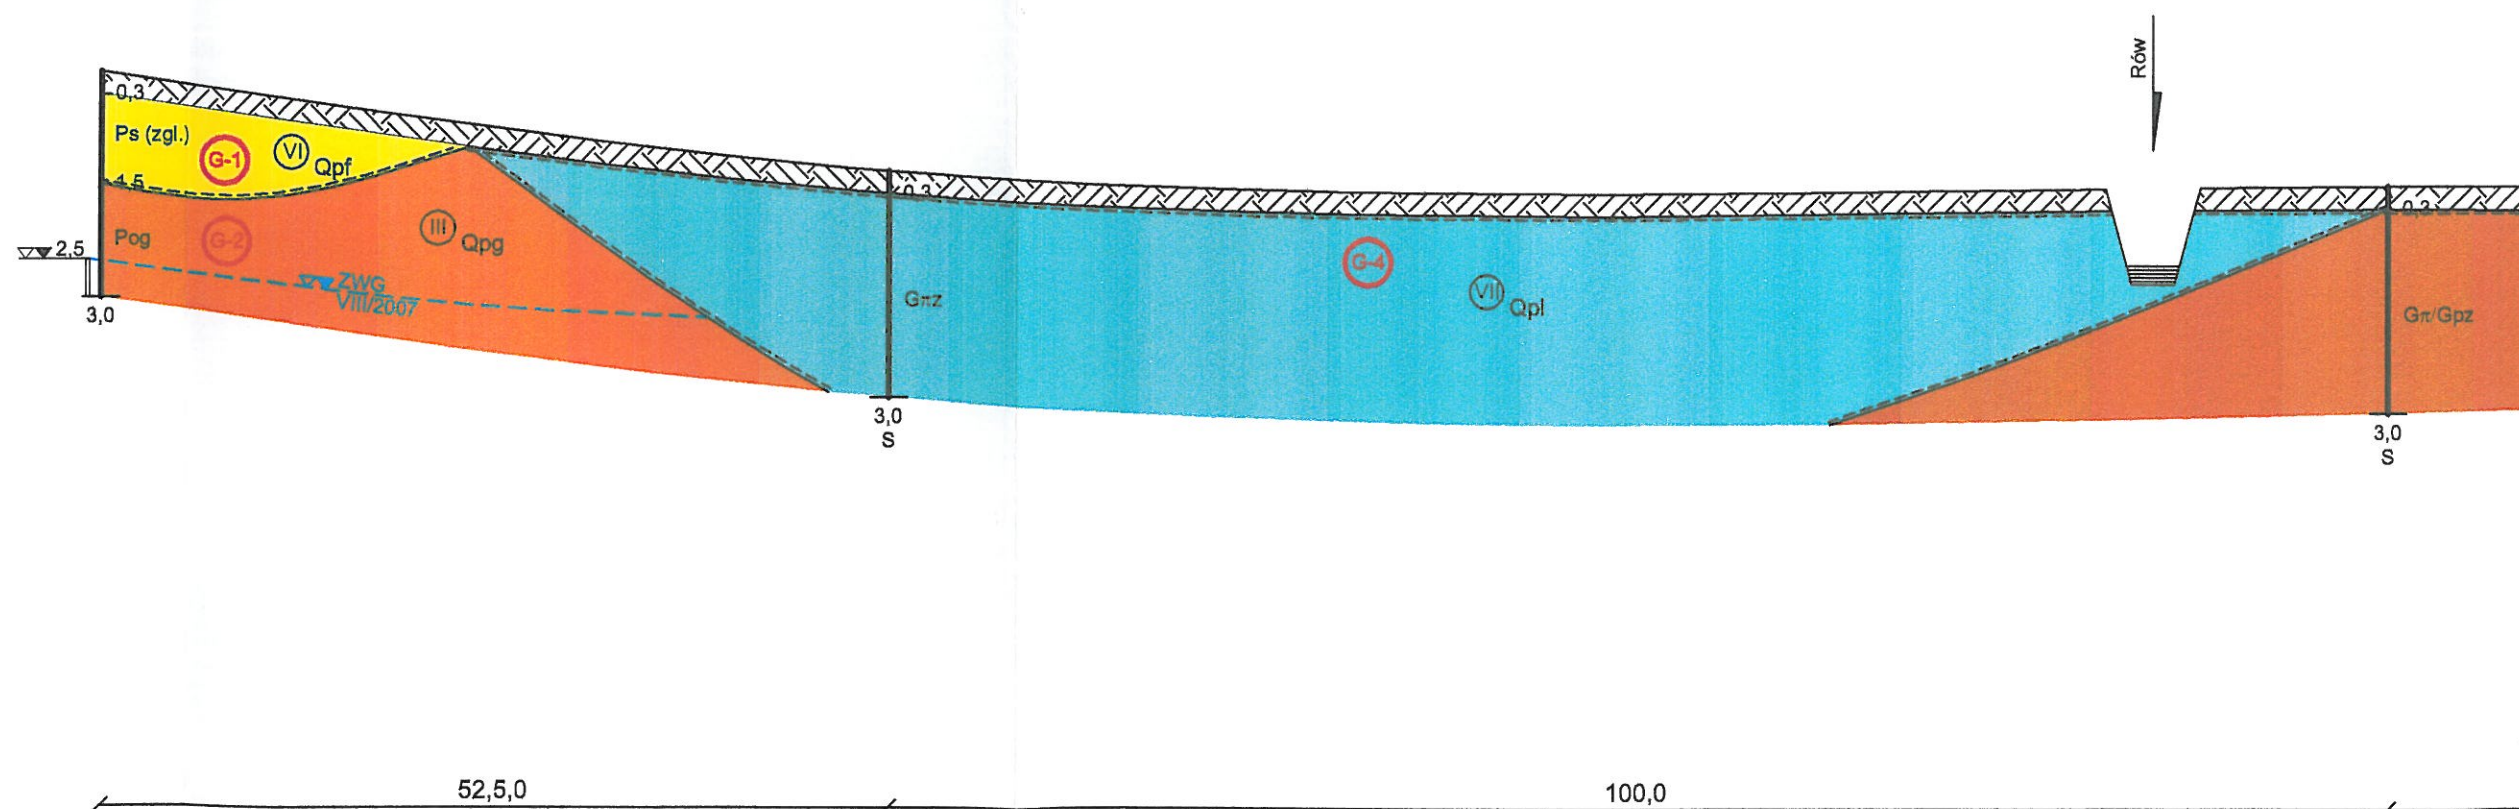 Rów
0,3
Ps (zgl.)
G-1
VI
Qpf
1,5
0,3
0,3
Pog
G-2
III
Qpg
2,5
G-4
ZWG
VIII/2007
VII
Qpl
Gπz
Gπ/Gpz
3,0
3,0
S
3,0
S
52,5,0
100,0